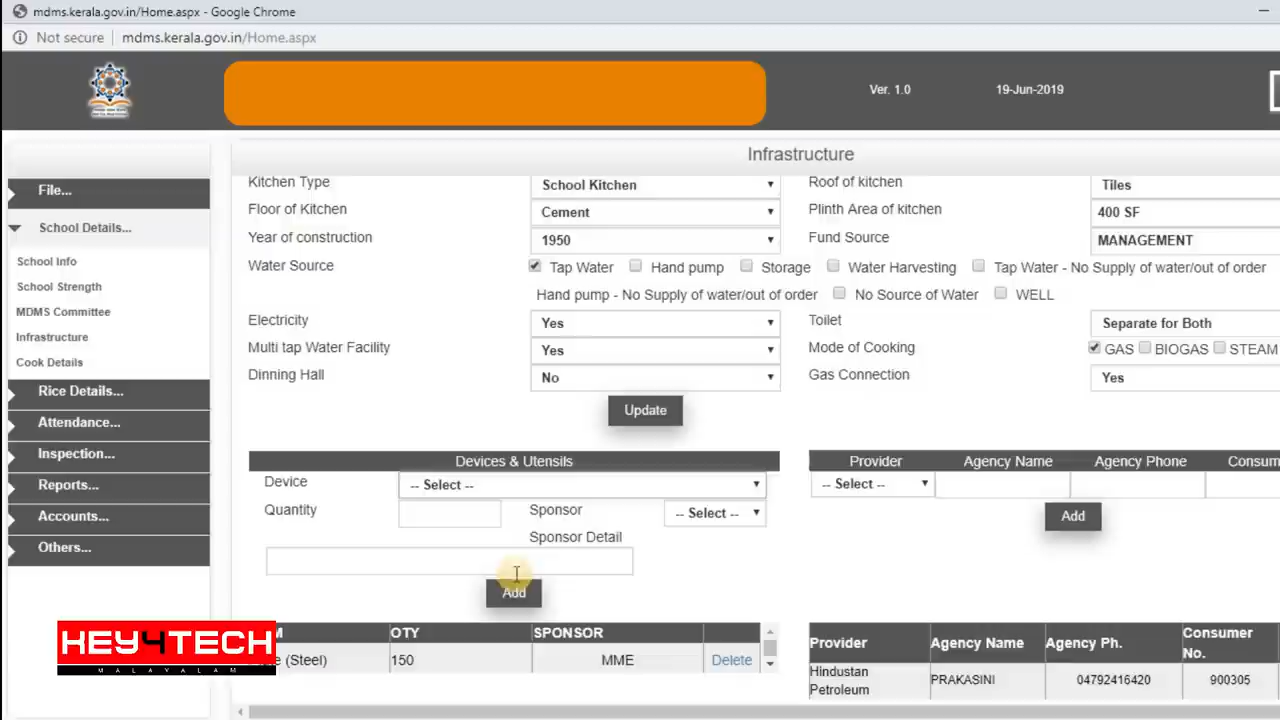 mdms.kerala.gov.in/Home.aspx - Google Chrome
Not secure mdms.kerala.gov.in/Home.aspx
Ver. 1.0 19-Jun-2019
Infrastructure
File...
School Details...
School Info
School Strength
MDMS Committee
Infrastructure
Cook Details
Rice Details...
Attendance...
Inspection...
Reports...
Accounts...
Others...
Kitchen Type School Kitchen Roof of kitchen Tiles
Floor of Kitchen Cement Plinth Area of kitchen 400 SF
Year of construction 1950 Fund Source MANAGEMENT
Water Source Tap Water Hand pump Storage Water Harvesting Tap Water - No Supply of water/out of order
Hand pump - No Supply of water/out of order No Source of Water WELL
Electricity Yes Toilet Separate for Both
Multi tap Water Facility Yes Mode of Cooking GAS BIOGAS STEAM
Dinning Hall No Gas Connection Yes
Update
Devices & Utensils
Device -- Select --
Quantity Sponsor -- Select --
Sponsor Detail
Add
QTY SPONSOR
(Steel) 150 MME Delete
Provider Agency Name Agency Phone Consum
-- Select --
Add
Provider Agency Name Agency Ph. Consumer No.
Hindustan Petroleum PRAKASINI 04792416420 900305
HEY4TECH
MALAYALAM